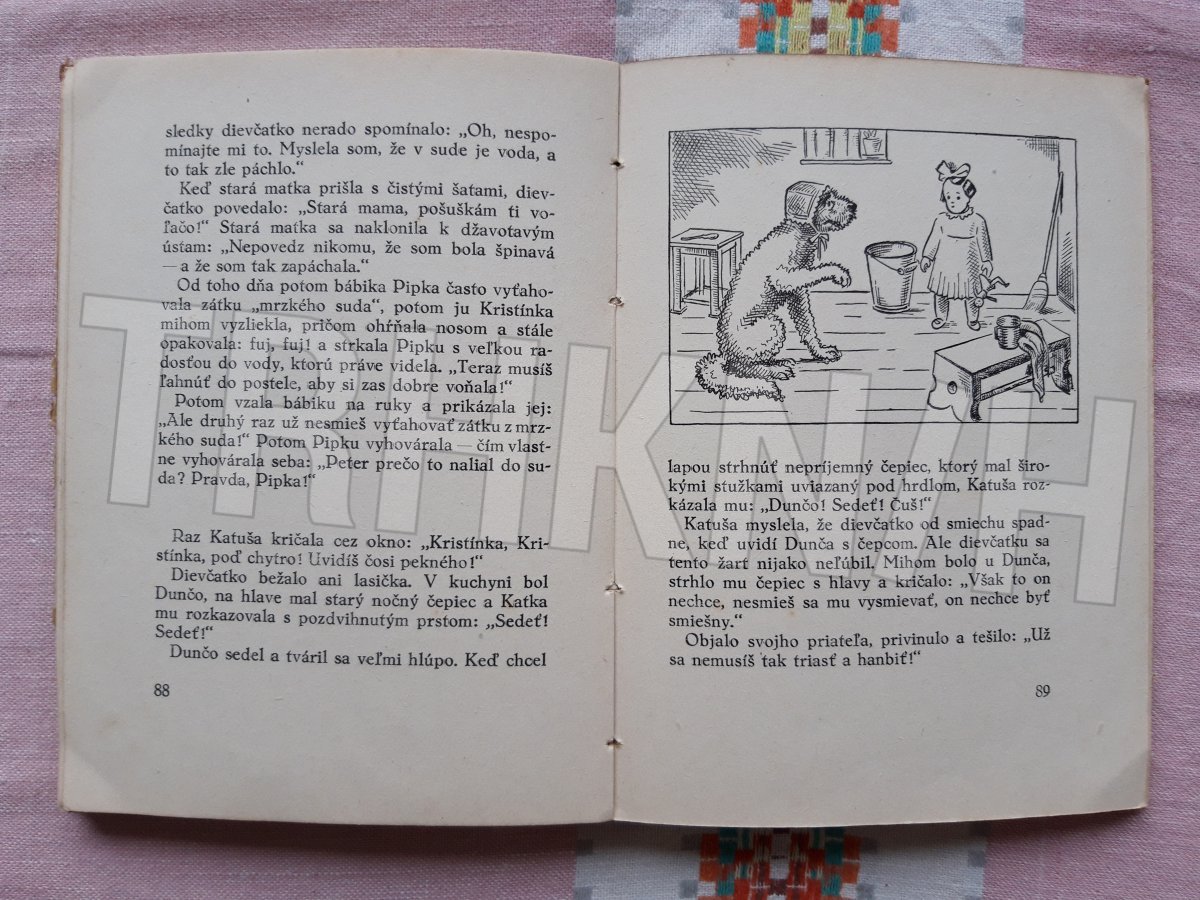 sledky dievčatko nerado spomínalo: „Oh, nespo-
mínajte mi to. Myslela som, že v sude je voda, a
to tak zle páchlo.“
Keď stará matka prišla s čistými šatami, diev-
čatko povedalo: „Stará mama, pošuškám ti vo-
ľačo!“ Stará matka sa naklonila k džavotavým
ústam: „Nepovedz nikomu, že som bola špinavá
— a že som tak zapáchala.“
Od toho dňa potom bábika Pipka často vyťaho-
vala zátku „mrzkého suda“, potom ju Kristínka
mihom vyzliekla, pričom ohŕňala nosom a stále
opakovala: fuj, fuj! a strkala Pipku s veľkou ra-
dosťou do vody, ktorú práve videla. „Teraz musíš
ľahnúť do postele, aby si zas dobre voňala!“
Potom vzala bábiku na ruky a prikázala jej:
„Ale druhý raz už nesmieš vyťahovať zátku z mrz-
kého suda!“ Potom Pipku vyhovárala — čím vlast-
ne vyhovárala seba: „Peter prečo to nalial do su-
da? Pravda, Pipka!“
Raz Katuša kričala cez okno: „Kristínka, Kri-
stínka, poď chytro! Uvidíš čosi pekného!“
Dievčatko bežalo ani lasička. V kuchyni bol
Dunčo, na hlave mal starý nočný čepiec a Katka
mu rozkazovala s pozdvihnutým prstom: „Sedeť!
Sedeť!“
Dunčo sedel a tváril sa veľmi hlúpo. Keď chcel
88
lapou strhnúť nepríjemný čepiec, ktorý mal širo-
kými stužkami uviazaný pod hrdlom, Katuša roz-
kázala mu: „Dunčo! Sedeť! Čuš!“
Katuša myslela, že dievčatko od smiechu spad-
ne, keď uvidí Dunča s čepcom. Ale dievčatku sa
tento žart nijako neľúbil. Mihom bolo u Dunča,
strhlo mu čepiec s hlavy a kričalo: „Však to on
nechce, nesmieš sa mu vysmievať, on nechce byť
smiešny.“
Objalo svojho priateľa, privinulo a tešilo: „Už
sa nemusíš tak triasť a hanbiť!“
89
TRHKNIH